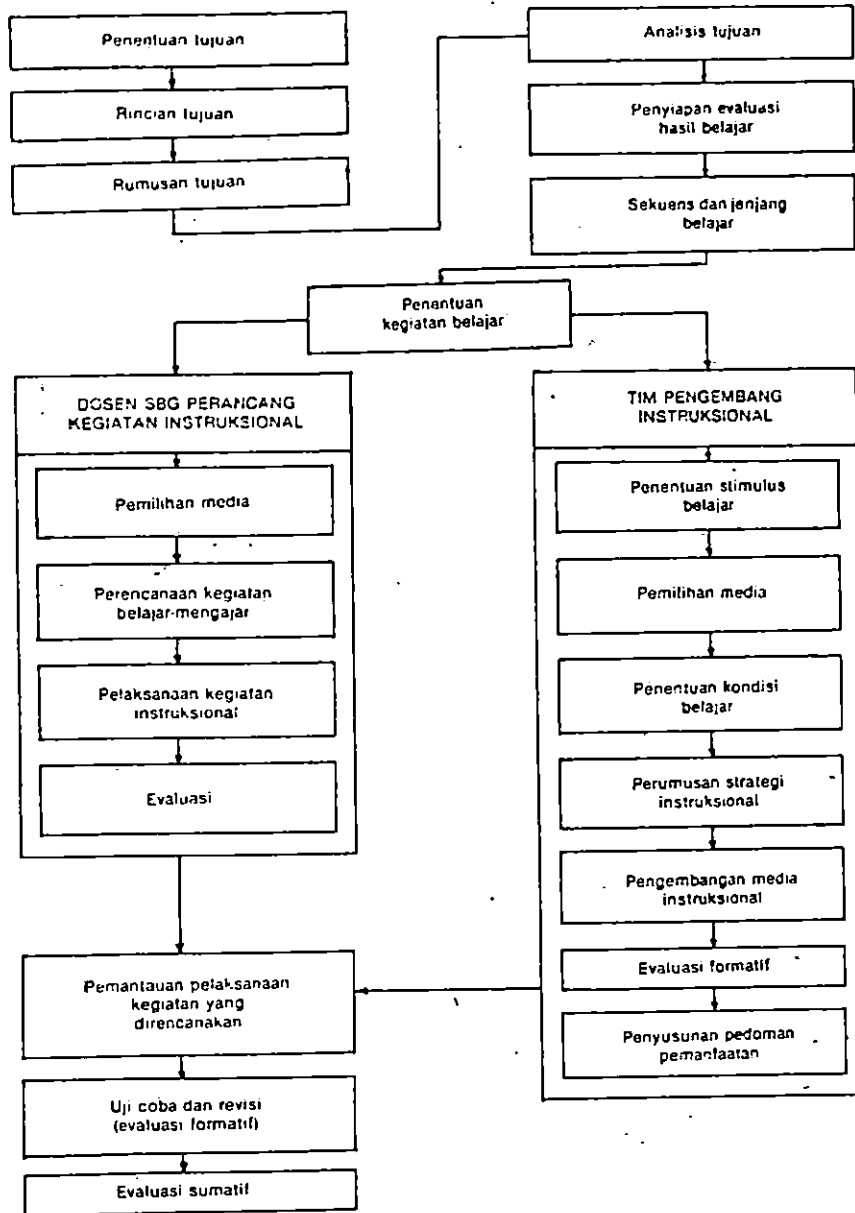 Penentuan tujuan
Rincian tujuan
Rumusan tujuan
Analisis tujuan
Penyiapan evaluasi
hasil belajar
Sekuens dan jenjang
belajar
Penentuan
kegiatan belajar
DOSEN SBG PERANCANG
KEGIATAN INSTRUKSIONAL
Pemilihan media
Perencanaan kegiatan
belajar-mengajar
Pelaksanaan kegiatan
instruksional
Evaluasi
TIM PENGEMBANG
INSTRUKSIONAL
Penentuan stimulus
belajar
Pemilihan media
Penentuan kondisi
belajar
Perumusan strategi
instruksional
Pengembangan media
instruksional
Evaluasi formatif
Penyusunan pedoman
pemanfaatan
Pemantauan pelaksanaan
kegiatan yang
direncanakan
Uji coba dan revisi
(evaluasi formatif)
Evaluasi sumatif